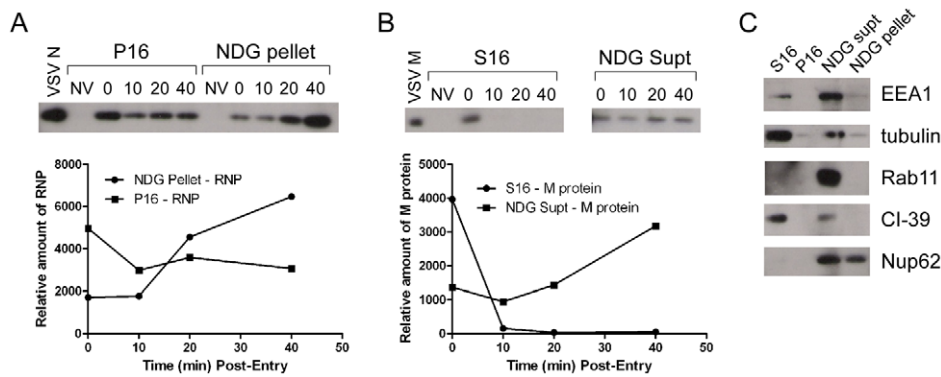 A
VSV N
P16
NDG pellet
NV 0 10 20 40 NV 0 10 20 40
8000
6000
4000
2000
0
Relative amount of RNP
NDG Pellet - RNP
P16 - RNP
0 10 20 30 40 50
Time (min) Post-Entry
B
VSV M
S16
NDG Supt
NV 0 10 20 40 0 10 20 40
5000
4000
3000
2000
1000
0
Relative amount of M protein
S16 - M protein
NDG Supt - M protein
0 10 20 30 40 50
Time (min) Post-Entry
C
S16
P16
NDG supt
NDG pellet
EEA1
tubulin
Rab11
CI-39
Nup62